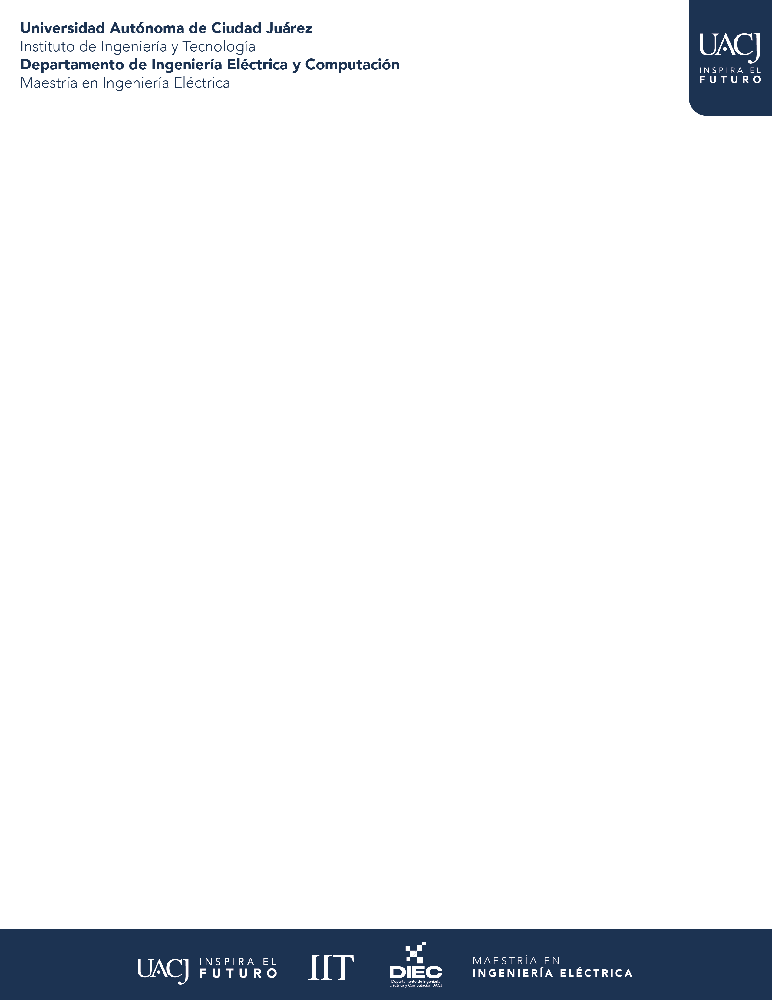 Universidad Autónoma de Ciudad Juárez
Instituto de Ingeniería y Tecnología
Departamento de Ingeniería Eléctrica y Computación
Maestría en Ingeniería Eléctrica
UACJ
INSPIRA EL
FUTURO
UACJ
INSPIRA EL
FUTURO
IIT
DIEC
Departamento de Ingeniería
Eléctrica y Computación UACJ
MAESTRÍA EN
INGENIERÍA ELÉCTRICA